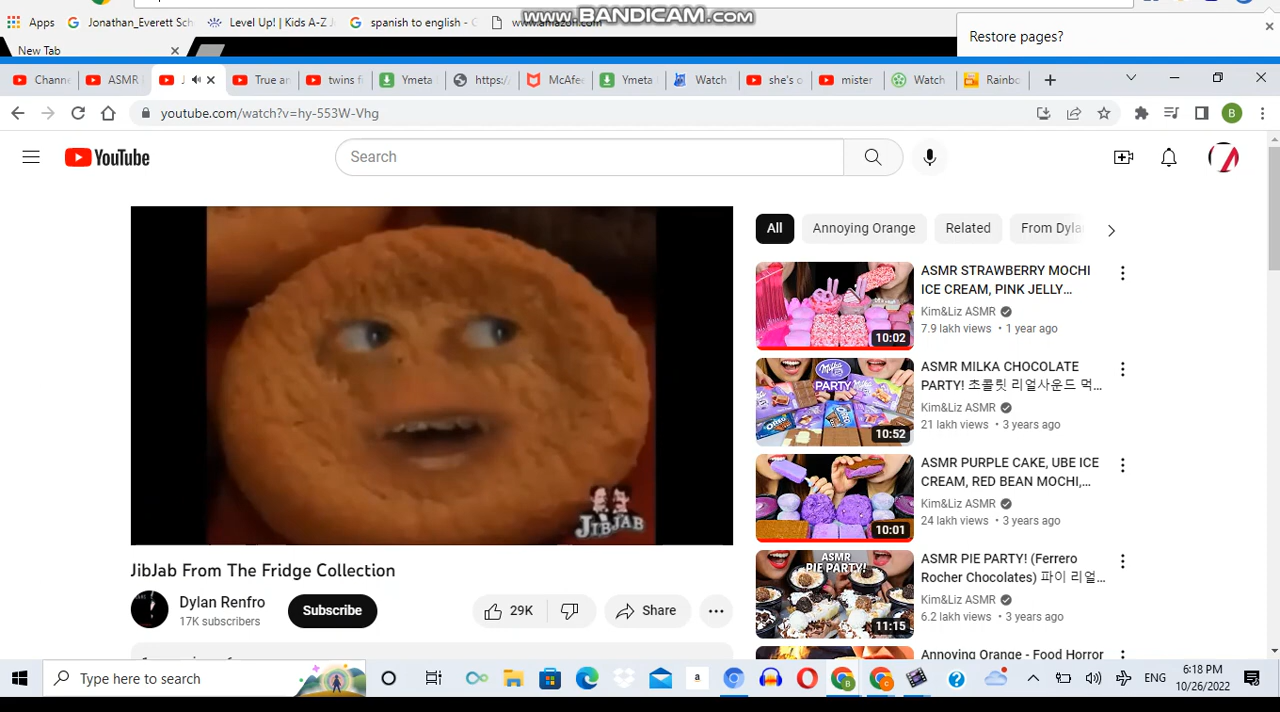 www.BANDICAM.com
Apps
Jonathan_Everett Sch
Level Up! | Kids A-Z
spanish to english - 
www.amazon.com
Restore pages?
New Tab
Chann
ASMR
True an
twins f
Ymeta
https:/
McAfe
Ymeta
Watch
she's o
mister
Watch
Rainbo
youtube.com/watch?v=hy-553W-Vhg
B
YouTube
Search
All
Annoying Orange
Related
From Dyla
ASMR STRAWBERRY MOCHI
ICE CREAM, PINK JELLY...
Kim&Liz ASMR
7.9 lakh views • 1 year ago
10:02
MILKA
PARTY
OREO
ASMR MILKA CHOCOLATE
PARTY! 초콜릿 리얼사운드 먹...
Kim&Liz ASMR
21 lakh views • 3 years ago
10:52
ASMR PURPLE CAKE, UBE ICE
CREAM, RED BEAN MOCHI,...
Kim&Liz ASMR
24 lakh views • 3 years ago
10:01
ASMR
PIE PARTY!
ASMR PIE PARTY! (Ferrero
Rocher Chocolates) 파이 리얼...
Kim&Liz ASMR
6.2 lakh views • 3 years ago
11:15
Annoying Orange - Food Horror
JIBJAB
JibJab From The Fridge Collection
Dylan Renfro
17K subscribers
Subscribe
29K
Share
...
Type here to search
a
B
C
ENG
6:18 PM
10/26/2022